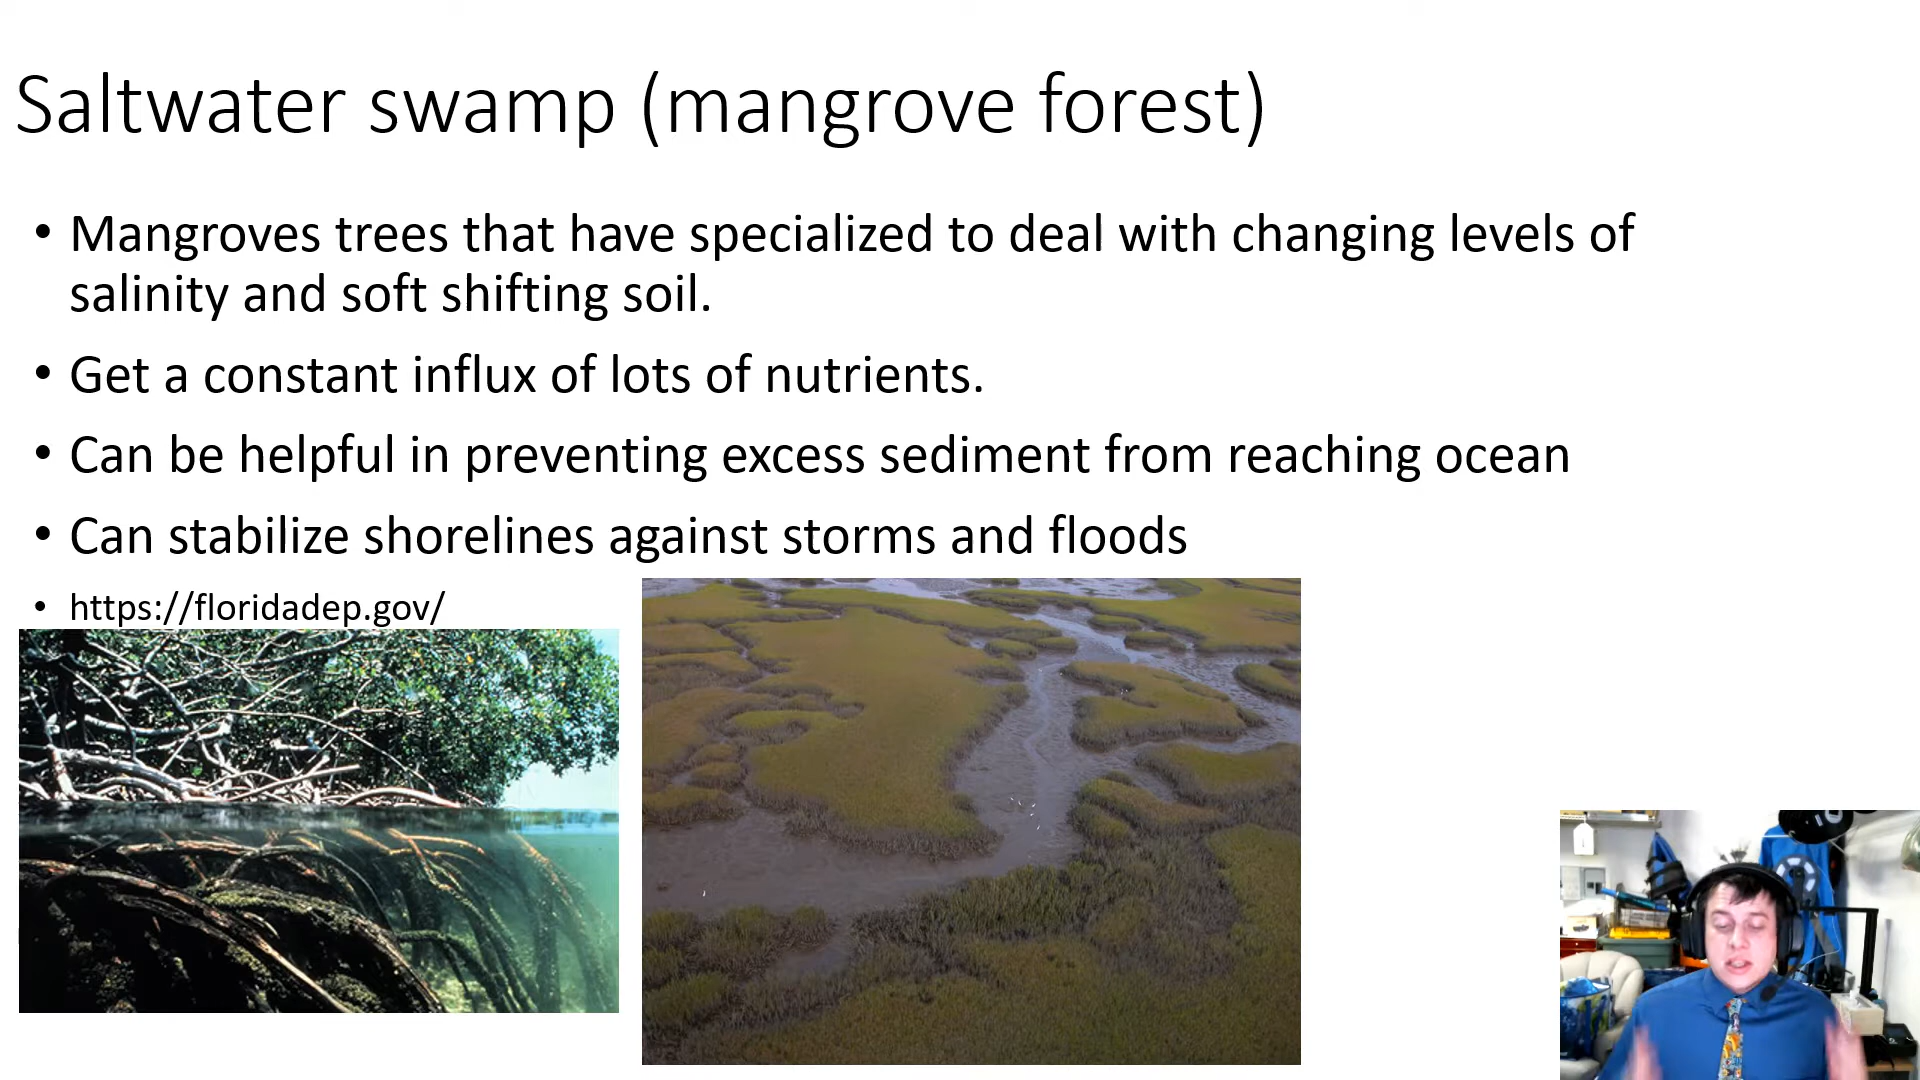 Saltwater swamp (mangrove forest)
• Mangroves trees that have specialized to deal with changing levels of
salinity and soft shifting soil.
• Get a constant influx of lots of nutrients.
• Can be helpful in preventing excess sediment from reaching ocean
• Can stabilize shorelines against storms and floods
• https://floridadep.gov/